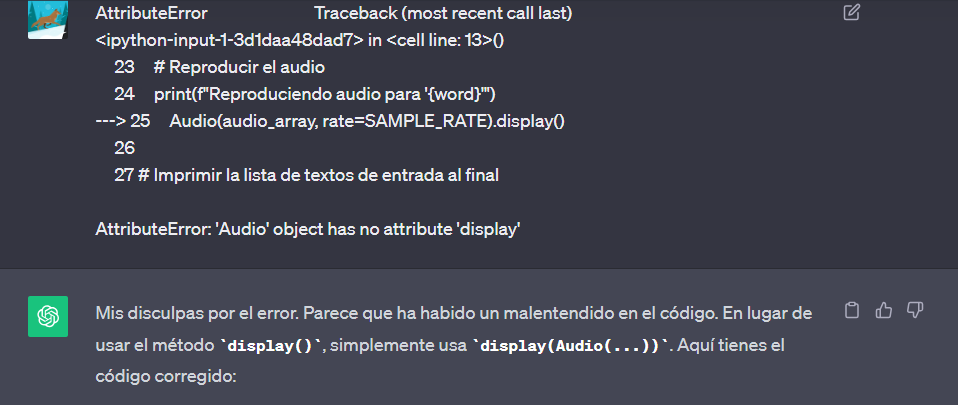 AttributeError Traceback (most recent call last)
<ipython-input-1-3d1daa48dad7> in <cell line: 13>()
23 # Reproducir el audio
24 print(f"Reproduciendo audio para '{word}'")
---> 25 Audio(audio_array, rate=SAMPLE_RATE).display()
26
27 # Imprimir la lista de textos de entrada al final
AttributeError: 'Audio' object has no attribute 'display'
Mis disculpas por el error. Parece que ha habido un malentendido en el código. En lugar de
usar el método `display()`, simplemente usa `display(Audio(...))`. Aquí tienes el
código corregido: